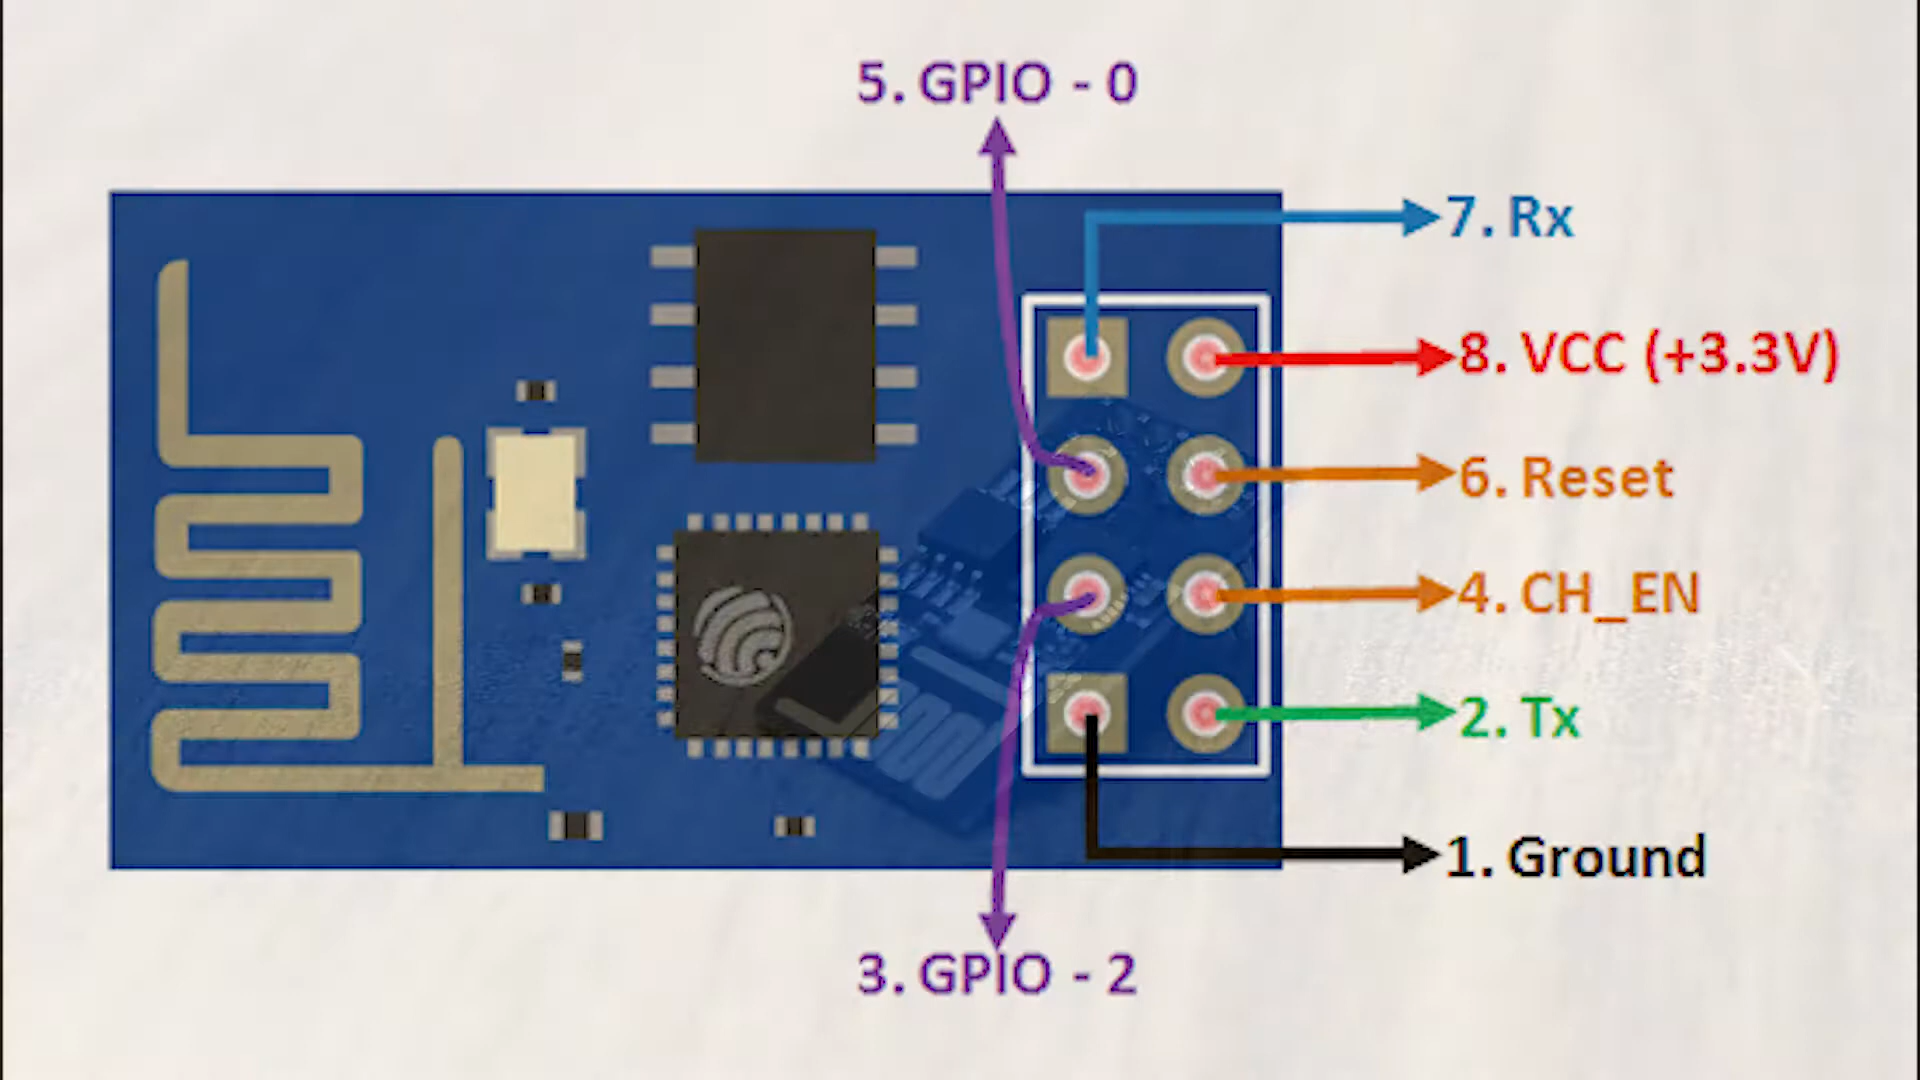 5. GPIO - 0
7. Rx
8. VCC (+3.3V)
6. Reset
4. CH_EN
2. Tx
1. Ground
3. GPIO - 2